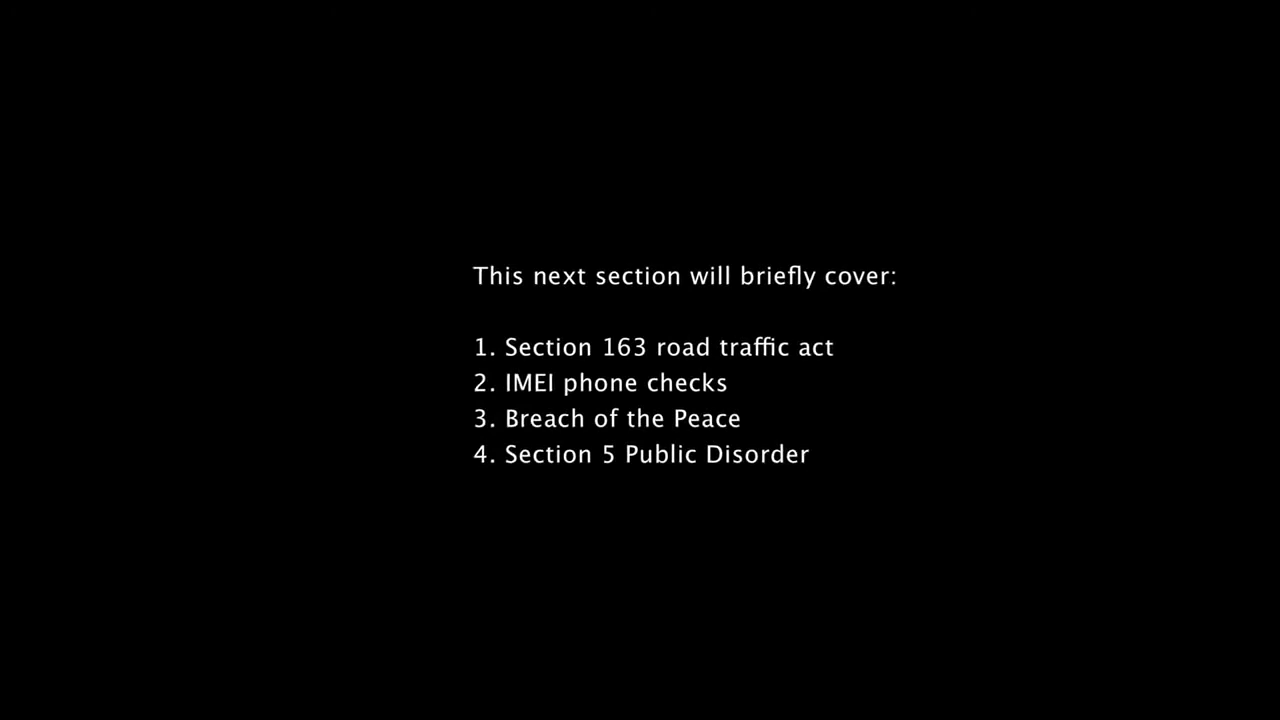 This next section will briefly cover:
1. Section 163 road traffic act
2. IMEI phone checks
3. Breach of the Peace
4. Section 5 Public Disorder